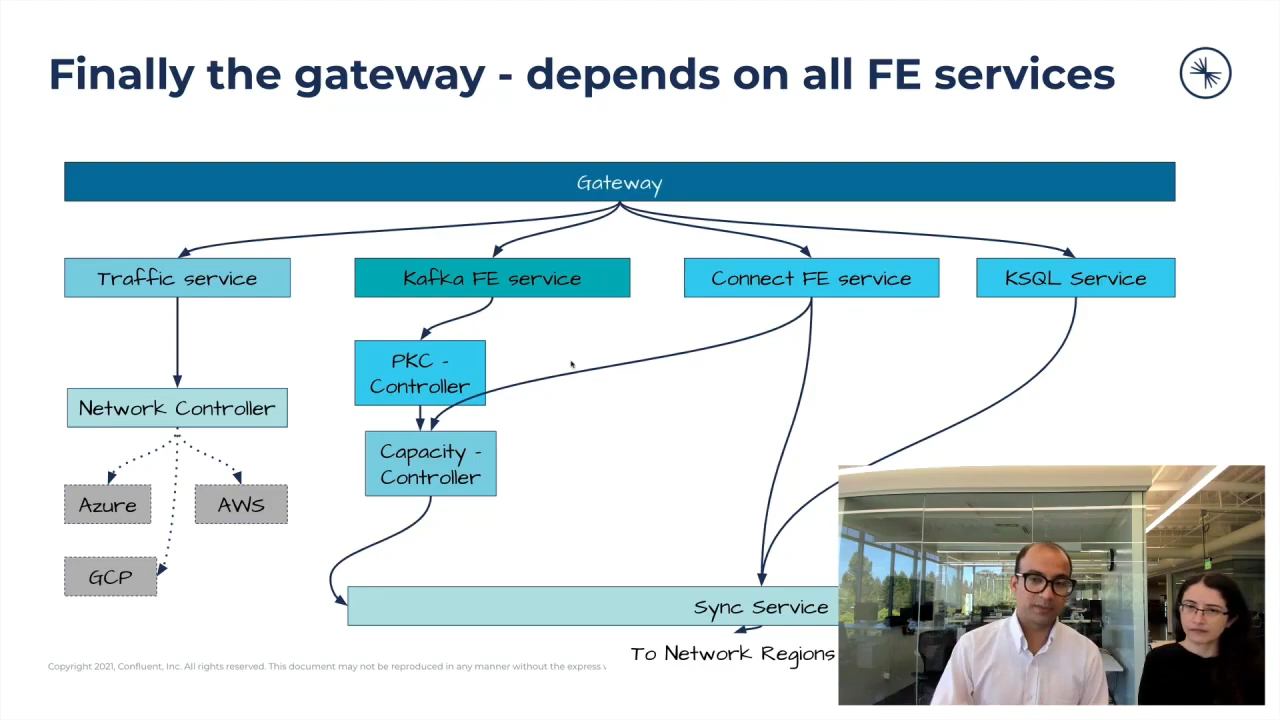 Finally the gateway - depends on all FE services
Gateway
Traffic service
Kafka FE service
Connect FE service
KSQL Service
PKC -
Controller
Network Controller
Capacity -
Controller
Azure
AWS
GCP
Sync Service
To Network Regions
Copyright 2021, Confluent, Inc. All rights reserved. This document may not be reproduced in any manner without the express